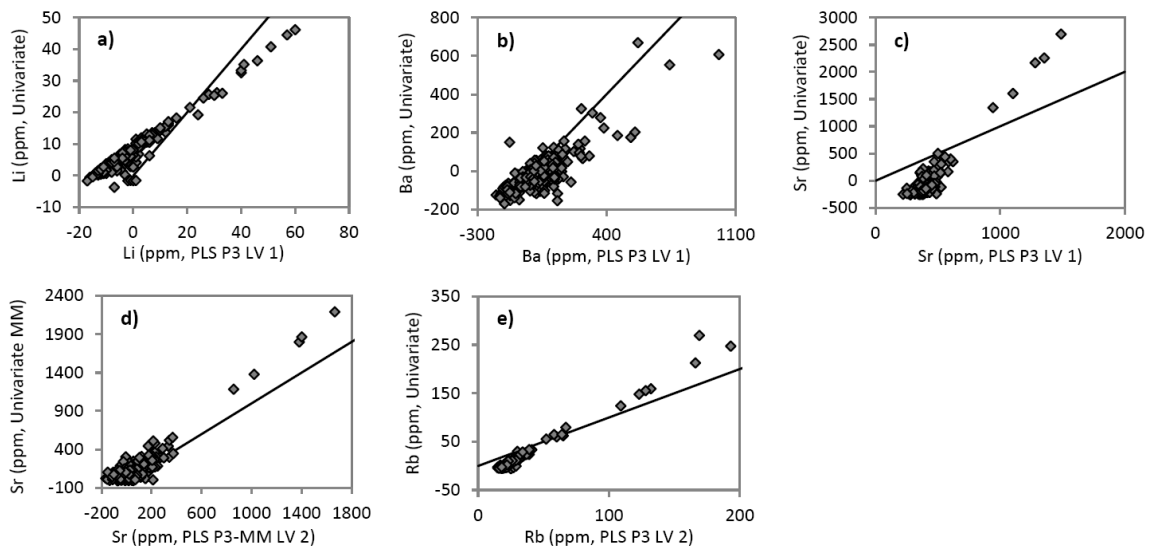 a)
Li (ppm, Univariate)
50
40
30
20
10
0
-10
-20 0 20 40 60 80
Li (ppm, PLS P3 LV 1)
b)
Ba (ppm, Univariate)
800
600
400
200
0
-200
-300 400 1100
Ba (ppm, PLS P3 LV 1)
c)
Sr (ppm, Univariate)
3000
2500
2000
1500
1000
500
0
-500
0 1000 2000
Sr (ppm, PLS P3 LV 1)
d)
Sr (ppm, Univariate MM)
2400
1900
1400
900
400
-100
-200 200 600 1000 1400 1800
Sr (ppm, PLS P3-MM LV 2)
e)
Rb (ppm, Univariate)
350
250
150
50
-50
0 100 200
Rb (ppm, PLS P3 LV 2)